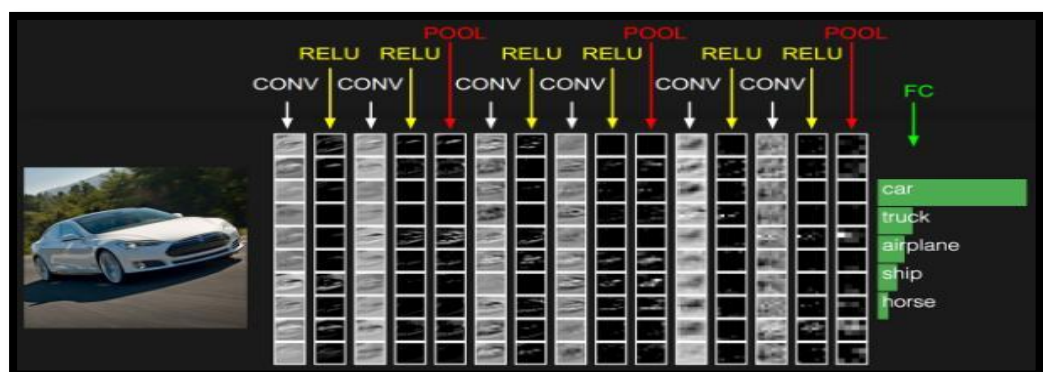 POOL POOL POOL
RELU RELU RELU RELU RELU RELU
CONV CONV CONV CONV CONV CONV FC
car
truck
airplane
ship
horse